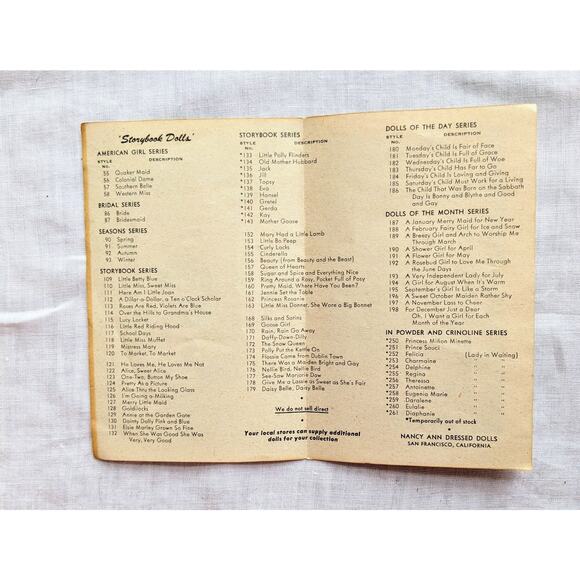 'Storybook Dolls'
AMERICAN GIRL SERIES
STYLE NO. DESCRIPTION
55 Quaker Maid
56 Colonial Dame
57 Southern Belle
58 Western Miss
BRIDAL SERIES
86 Bride
87 Bridesmaid
SEASONS SERIES
90 Spring
91 Summer
92 Autumn
93 Winter
STORYBOOK SERIES
109 Little Betty Blue
110 Little Miss, Sweet Miss
111 Here Am I Little Joan
112 A Dillar-a-Dollar, a Ten o'Clock Scholar
113 Roses Are Red, Violets Are Blue
114 Over the Hills to Grandma's House
115 Lucy Locket
116 Little Red Riding Hood
117 School Days
118 Little Miss Muffet
119 Mistress Mary
120 To Market, To Market
121 He Loves Me, He Loves Me Not
122 Alice, Sweet Alice
123 One-Two, Button My Shoe
124 Pretty As a Picture
125 Alice Thru the Looking Glass
126 I'm Going a-Milking
127 Merry Little Maid
128 Goldilocks
129 Annie at the Garden Gate
130 Dainty Dolly Pink and Blue
131 Elsie Marley Grown So Fine
132 When She Was Good She Was
Very, Very Good
STORYBOOK SERIES
STYLE NO. DESCRIPTION
*133 Little Polly Flinders
*134 Old Mother Hubbard
*135 Jack
*136 Jill
*137 Topsy
*138 Eva
*139 Hansel
*140 Gretel
*141 Gerda
*142 Kay
*143 Mother Goose
152 Mary Had a Little Lamb
153 Little Bo Peep
154 Curly Locks
155 Cinderella
156 Beauty (from Beauty and the Beast)
157 Queen of Hearts
158 Sugar and Spice and Everything Nice
159 Ring Around a Rosy, Pocket Full of Posy
160 Pretty Maid, Where Have You Been?
161 Jennie Set the Table
162 Princess Rosanie
163 Little Miss Donnet, She Wore a Big Bonnet
168 Silks and Satins
169 Goose Girl
170 Rain, Rain Go Away
171 Daffy-Down-Dilly
172 The Snow Queen
173 Polly Put the Kettle On
174 Flossie Came from Dublin Town
175 There Was a Maiden Bright and Gay
176 Nellie Bird, Nellie Bird
177 See-Saw Marjorie Daw
178 Give Me a Lassie as Sweet as She's Fair
179 Daisy Belle, Daisy Belle
We do not sell direct
Your local stores can supply additional
dolls for your collection
DOLLS OF THE DAY SERIES
STYLE NO. DESCRIPTION
180 Monday's Child Is Fair of Face
181 Tuesday's Child Is Full of Grace
182 Wednesday's Child Is Full of Woe
183 Thursday's Child Has Far to Go
184 Friday's Child Is Loving and Giving
185 Saturday's Child Must Work for a Living
186 The Child That Was Born on the Sabbath
Day Is Bonny and Blythe and Good
and Gay
DOLLS OF THE MONTH SERIES
187 A January Merry Maid for New Year
188 A February Fairy Girl for Ice and Snow
189 A Breezy Girl and Arch to Worship Me
Through March
190 A Shower Girl for April
191 A Flower Girl for May
192 A Rosebud Girl to Love Me Through
the June Days
193 A Very Independent Lady for July
194 A Girl for August When It's Warm
195 September's Girl Is Like a Storm
196 A Sweet October Maiden Rather Shy
197 A November Lass to Cheer
198 For December Just a Dear
Oh, I Want a Girl for Each
Month of the Year
IN POWDER AND CRINOLINE SERIES
*250 Princess Minon Minette
*251 Prince Souci
*252 Felicia (Lady in Waiting)
*253 Charmaine " "
*254 Delphine " "
*255 Regina " "
*256 Theressa " "
*257 Antoinette " "
*258 Eugenia Marie " "
*259 Daralene " "
*260 Eulalie " "
*261 Diaphanie " "
*Temporarily out of stock
NANCY ANN DRESSED DOLLS
SAN FRANCISCO, CALIFORNIA